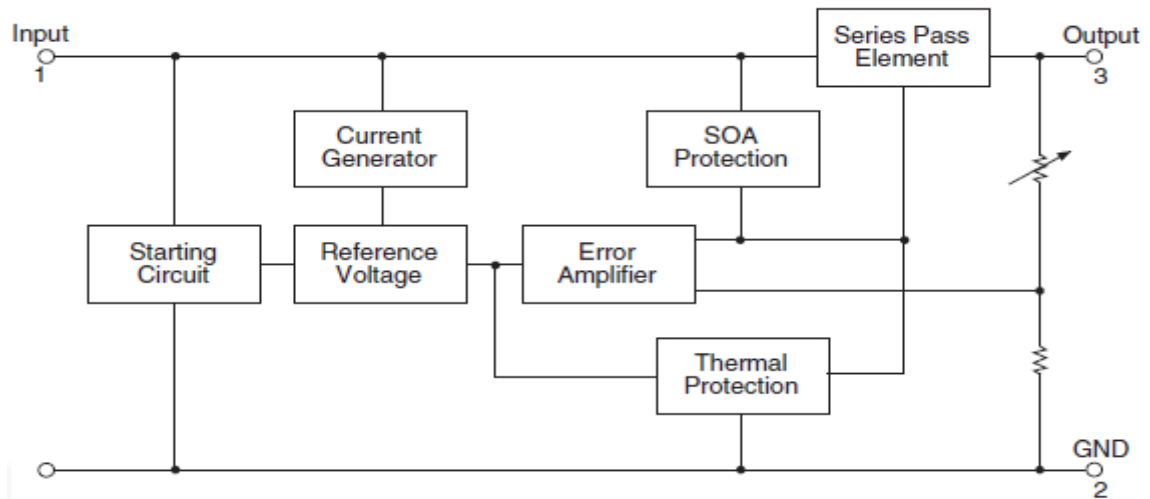 Input
1
Series Pass
Element
Output
3
Current
Generator
SOA
Protection
Starting
Circuit
Reference
Voltage
Error
Amplifier
Thermal
Protection
GND
2